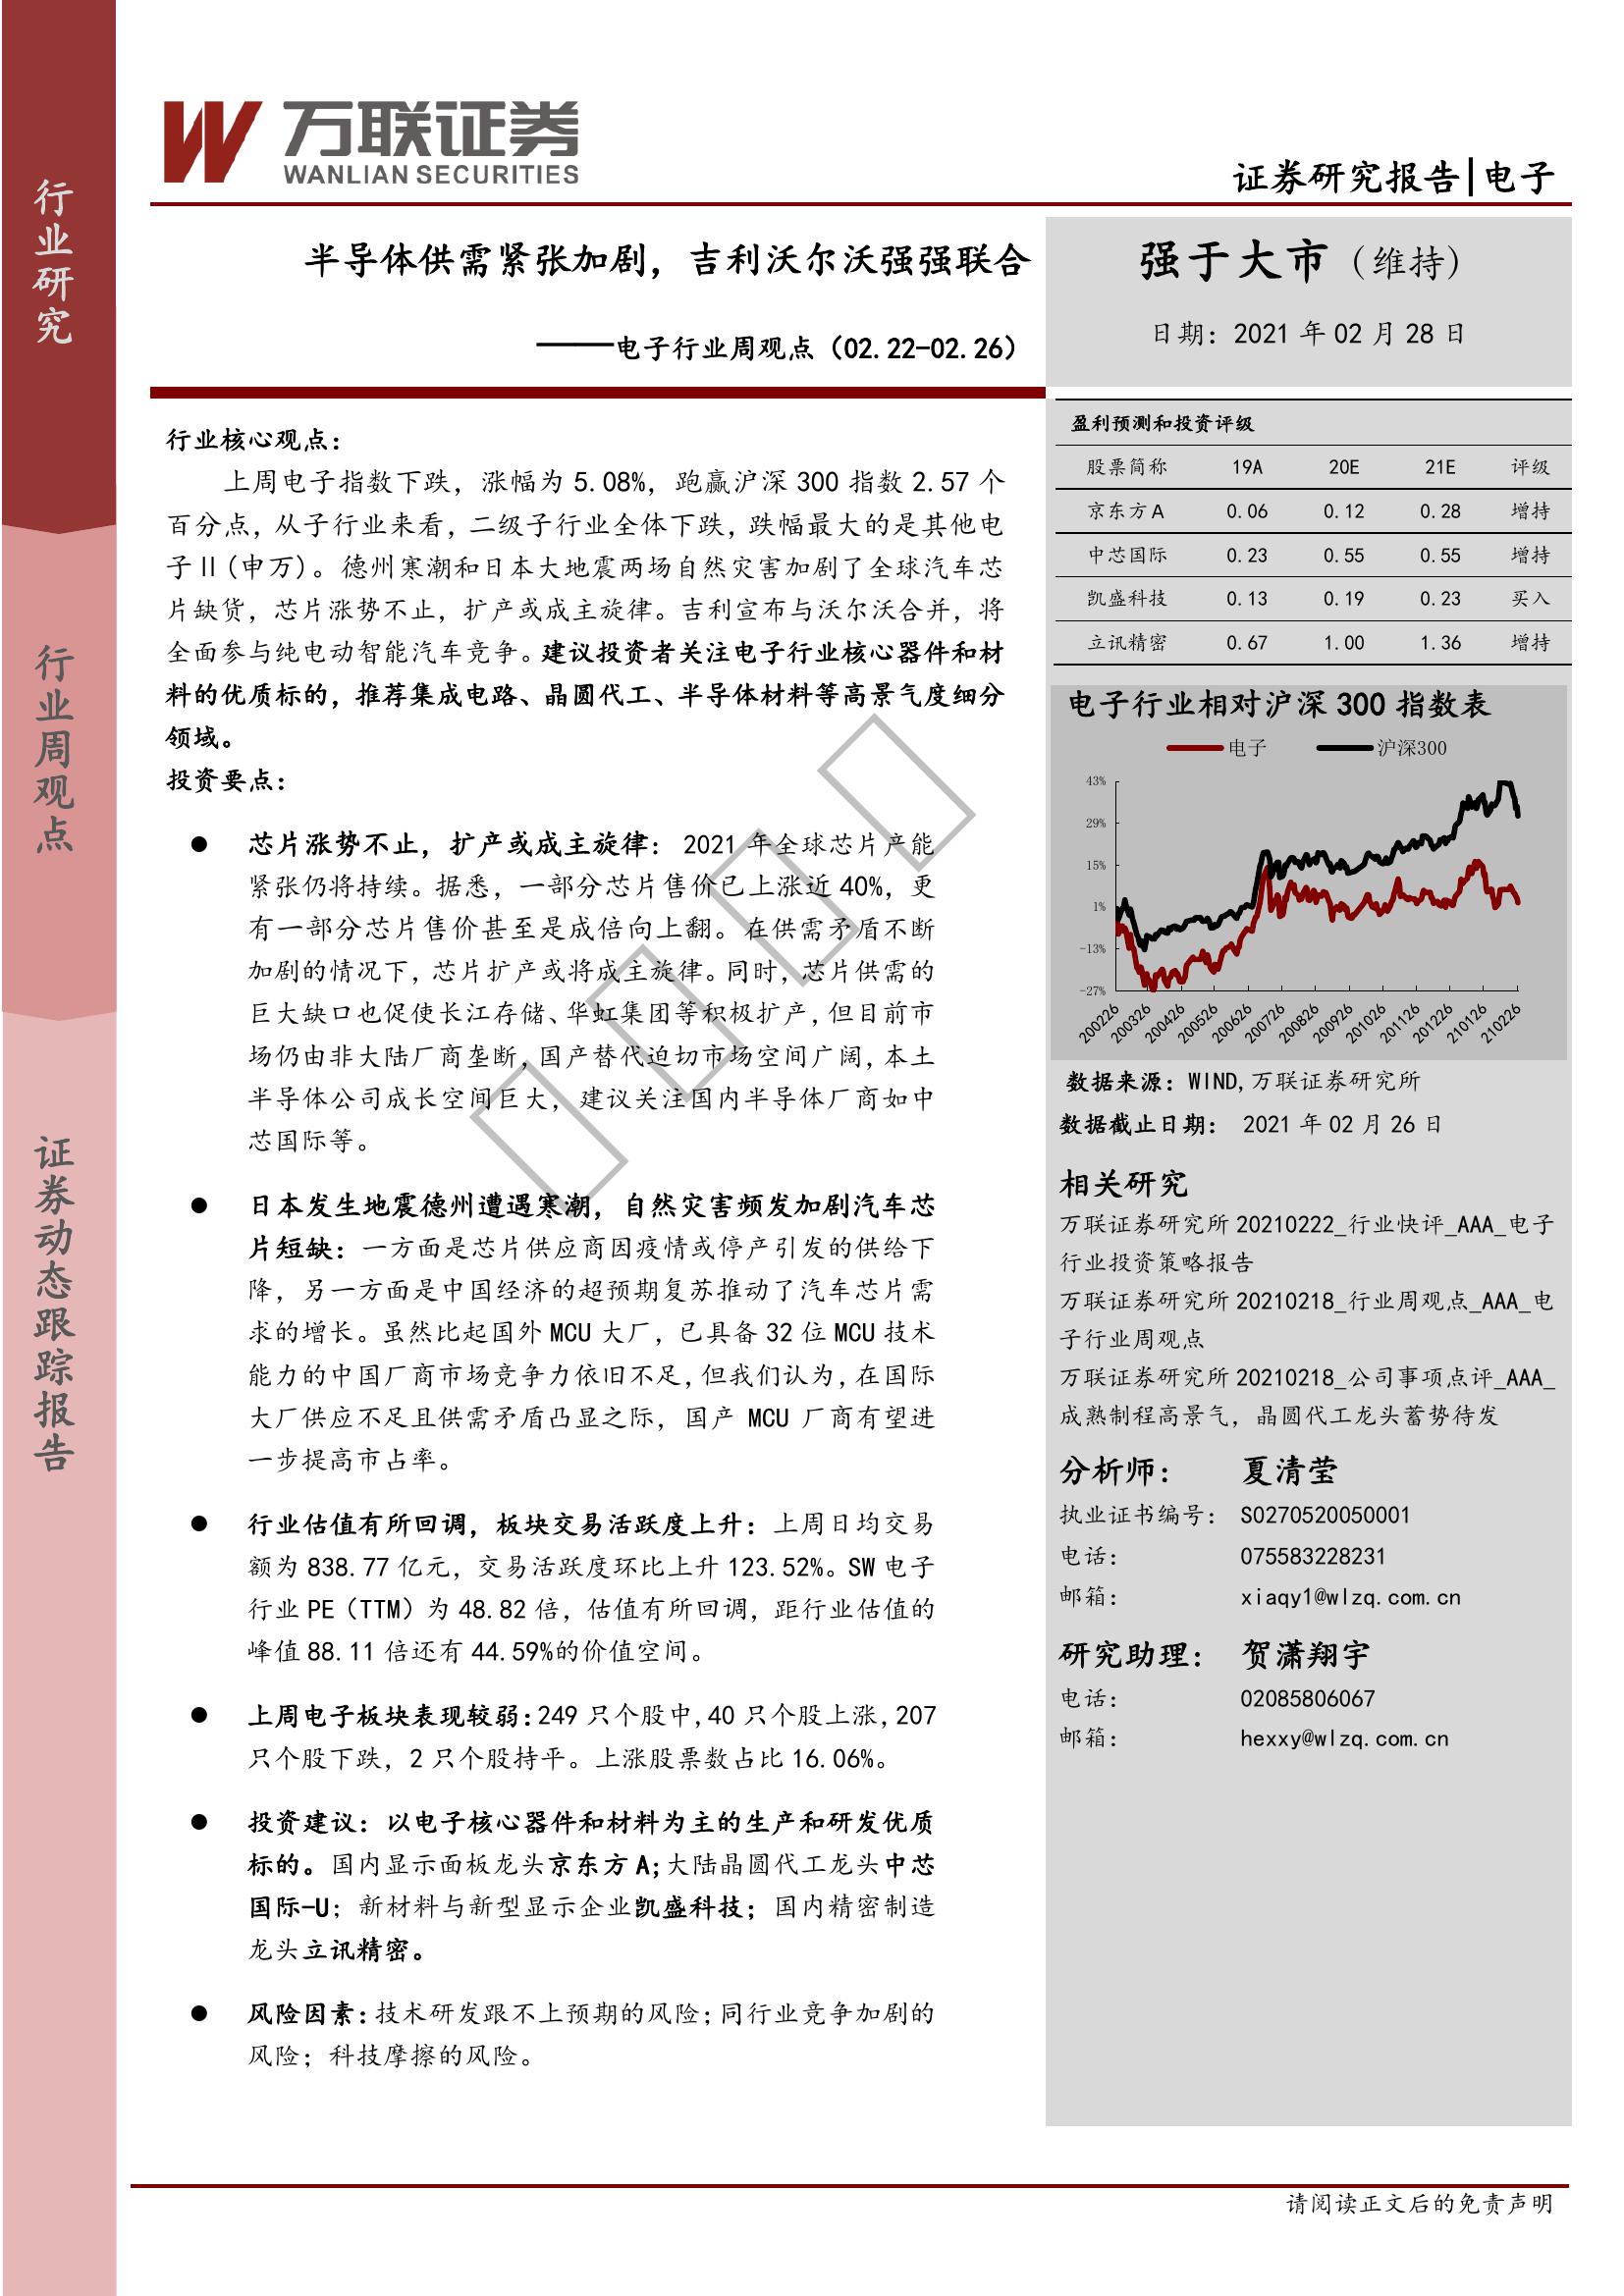 行业研究
行业周观点
证券动态跟踪报告
万联证券
WANLIAN SECURITIES
证券研究报告|电子
半导体供需紧张加剧，吉利沃尔沃强强联合
———电子行业周观点（02.22-02.26）
强于大市（维持）
日期：2021 年 02 月 28 日
行业核心观点：
上周电子指数下跌，涨幅为 5.08%，跑赢沪深 300 指数 2.57 个
百分点，从子行业来看，二级子行业全体下跌，跌幅最大的是其他电
子Ⅱ(申万)。德州寒潮和日本大地震两场自然灾害加剧了全球汽车芯
片缺货，芯片涨势不止，扩产或成主旋律。吉利宣布与沃尔沃合并，将
全面参与纯电动智能汽车竞争。建议投资者关注电子行业核心器件和材
料的优质标的，推荐集成电路、晶圆代工、半导体材料等高景气度细分
领域。
投资要点：
● 芯片涨势不止，扩产或成主旋律： 2021 年全球芯片产能
紧张仍将持续。据悉，一部分芯片售价已上涨近 40%，更
有一部分芯片售价甚至是成倍向上翻。在供需矛盾不断
加剧的情况下，芯片扩产或将成主旋律。同时，芯片供需的
巨大缺口也促使长江存储、华虹集团等积极扩产，但目前市
场仍由非大陆厂商垄断，国产替代迫切市场空间广阔，本土
半导体公司成长空间巨大，建议关注国内半导体厂商如中
芯国际等。
● 日本发生地震德州遭遇寒潮，自然灾害频发加剧汽车芯
片短缺：一方面是芯片供应商因疫情或停产引发的供给下
降，另一方面是中国经济的超预期复苏推动了汽车芯片需
求的增长。虽然比起国外 MCU 大厂，已具备 32 位 MCU 技术
能力的中国厂商市场竞争力依旧不足，但我们认为，在国际
大厂供应不足且供需矛盾凸显之际，国产 MCU 厂商有望进
一步提高市占率。
● 行业估值有所回调，板块交易活跃度上升：上周日均交易
额为 838.77 亿元，交易活跃度环比上升 123.52%。SW 电子
行业 PE（TTM）为 48.82 倍，估值有所回调，距行业估值的
峰值 88.11 倍还有 44.59%的价值空间。
● 上周电子板块表现较弱：249 只个股中，40 只个股上涨，207
只个股下跌，2 只个股持平。上涨股票数占比 16.06%。
● 投资建议：以电子核心器件和材料为主的生产和研发优质
标的。国内显示面板龙头京东方 A；大陆晶圆代工龙头中芯
国际-U；新材料与新型显示企业凯盛科技；国内精密制造
龙头立讯精密。
● 风险因素：技术研发跟不上预期的风险；同行业竞争加剧的
风险；科技摩擦的风险。
盈利预测和投资评级
股票简称 19A 20E 21E 评级
京东方A 0.06 0.12 0.28 增持
中芯国际 0.23 0.55 0.55 增持
凯盛科技 0.13 0.19 0.23 买入
立讯精密 0.67 1.00 1.36 增持
电子行业相对沪深 300 指数表
电子 沪深300
43%
29%
15%
1%
-13%
-27%
200226 200326 200426 200526 200626 200726 200826 200926 201026 201126 201226 210126 210226
数据来源：WIND,万联证券研究所
数据截止日期： 2021 年 02 月 26 日
相关研究
万联证券研究所 20210222_行业快评_AAA_电子
行业投资策略报告
万联证券研究所 20210218_行业周观点_AAA_电
子行业周观点
万联证券研究所 20210218_公司事项点评_AAA_
成熟制程高景气，晶圆代工龙头蓄势待发
分析师： 夏清莹
执业证书编号： S0270520050001
电话： 075583228231
邮箱： xiaqy1@wlzq.com.cn
研究助理： 贺潇翔宇
电话： 02085806067
邮箱： hexxy@wlzq.com.cn
请阅读正文后的免责声明